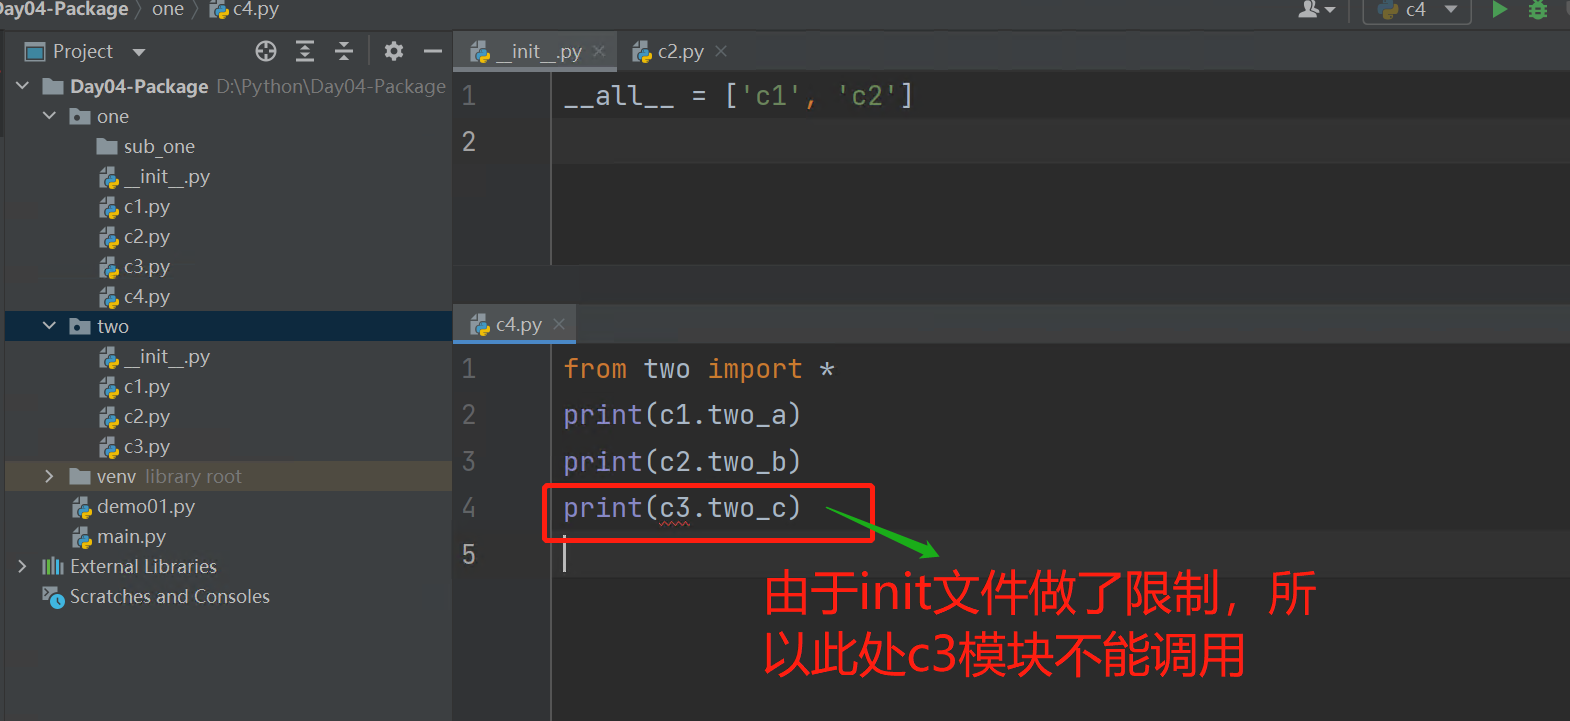 Day04-Package one c4.py
c4
Project
Day04-Package D:\Python\Day04-Package
one
sub_one
__init__.py
c1.py
c2.py
c3.py
c4.py
two
__init__.py
c1.py
c2.py
c3.py
venv library root
demo01.py
main.py
External Libraries
Scratches and Consoles
__init__.py c2.py
1 __all__ = ['c1', 'c2']
2
c4.py
1 from two import *
2 print(c1.two_a)
3 print(c2.two_b)
4 print(c3.two_c)
5
由于init文件做了限制，所
以此处c3模块不能调用